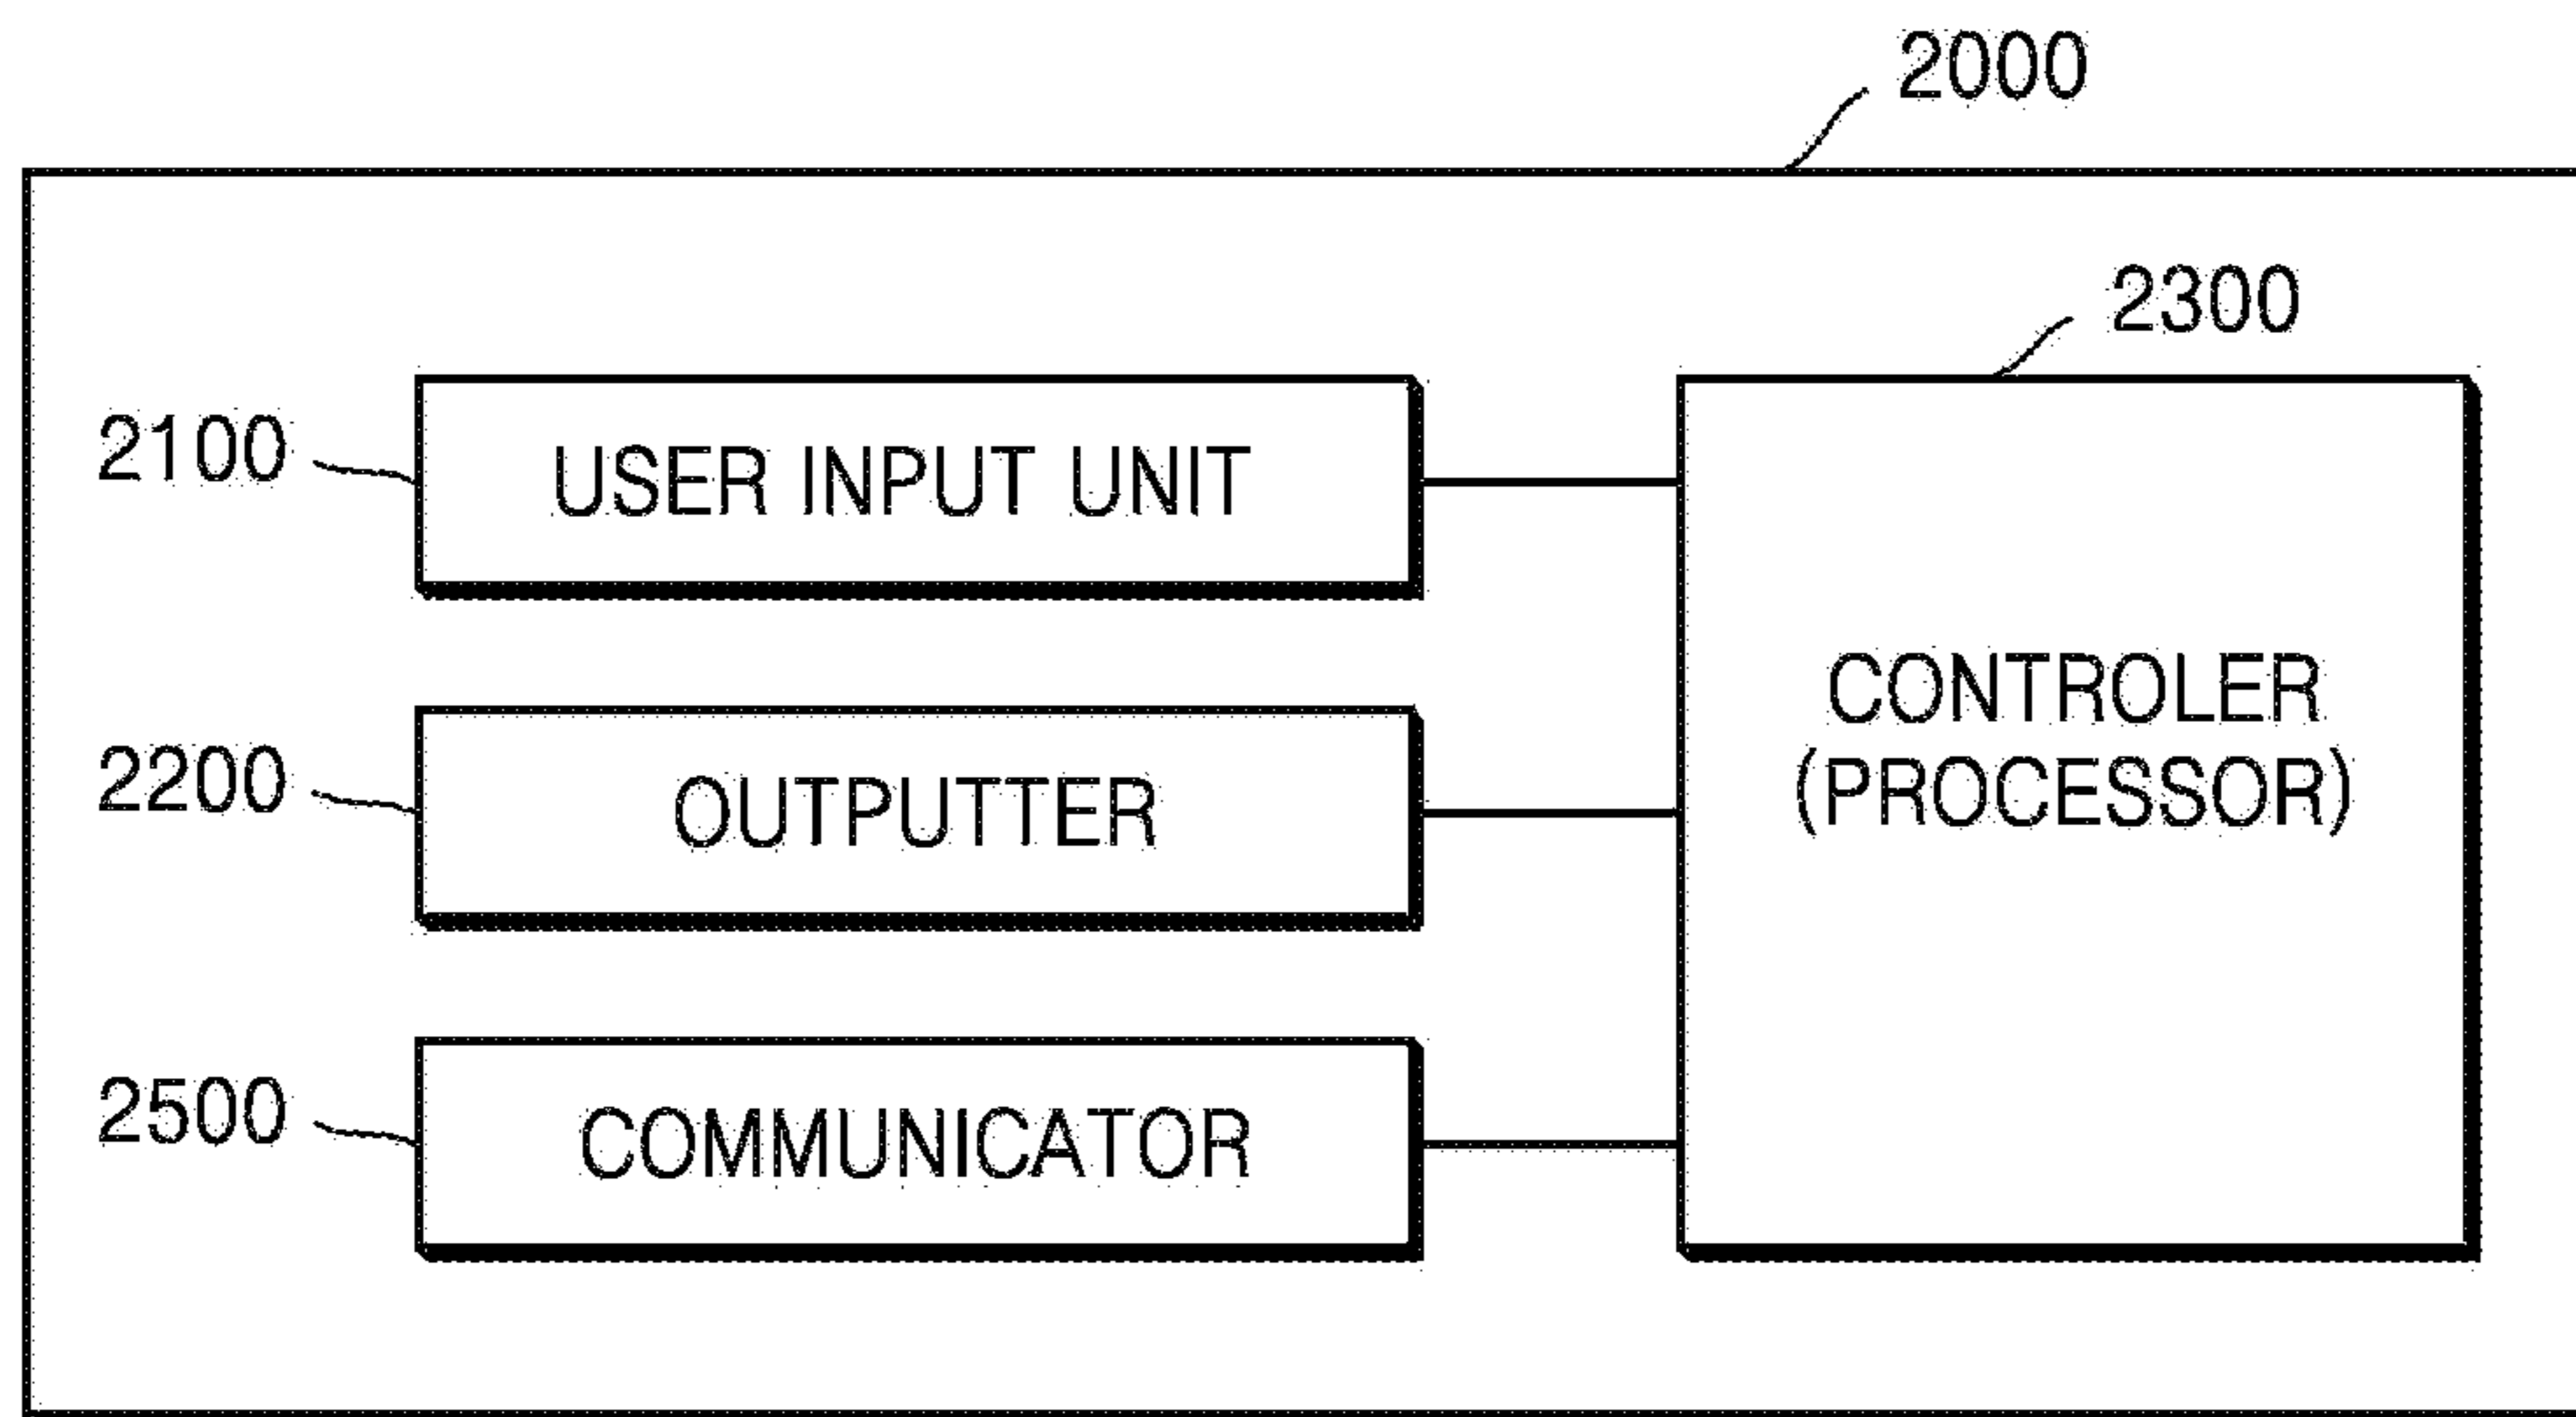 2000
2300
2100
USER INPUT UNIT
CONTROLER
(PROCESSOR)
2200
OUTPUTTER
2500
COMMUNICATOR